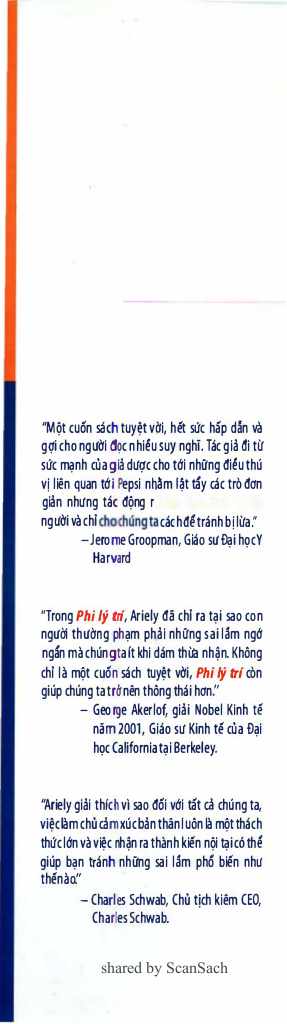 “Một cuốn sách tuyệt vời, hết sức hấp dẫn và
gợi cho người đọc nhiều suy nghĩ. Tác giả đi từ
sức mạnh của giả dược cho tới những điều thú
vị liên quan tới Pepsi nhằm lật tẩy các trò đơn
giản nhưng tác động r
người và chỉ cho chúng ta cách để tránh bị lừa.”
– Jerome Groopman, Giáo sư Đại học Y
Harvard
“Trong Phi lý trí, Ariely đã chỉ ra tại sao con
người thường phạm phải những sai lầm ngớ
ngẩn mà chúng ta ít khi dám thừa nhận. Không
chỉ là một cuốn sách tuyệt vời, Phi lý trí còn
giúp chúng ta trở nên thông thái hơn.”
– George Akerlof, giải Nobel Kinh tế
năm 2001, Giáo sư Kinh tế của Đại
học California tại Berkeley.
“Ariely giải thích vì sao đối với tất cả chúng ta,
việc làm chủ cảm xúc bản thân luôn là một thách
thức lớn và việc nhận ra thành kiến nội tại có thể
giúp bạn tránh những sai lầm phổ biến như
thế nào.”
– Charles Schwab, Chủ tịch kiêm CEO,
Charles Schwab.
shared by ScanSach